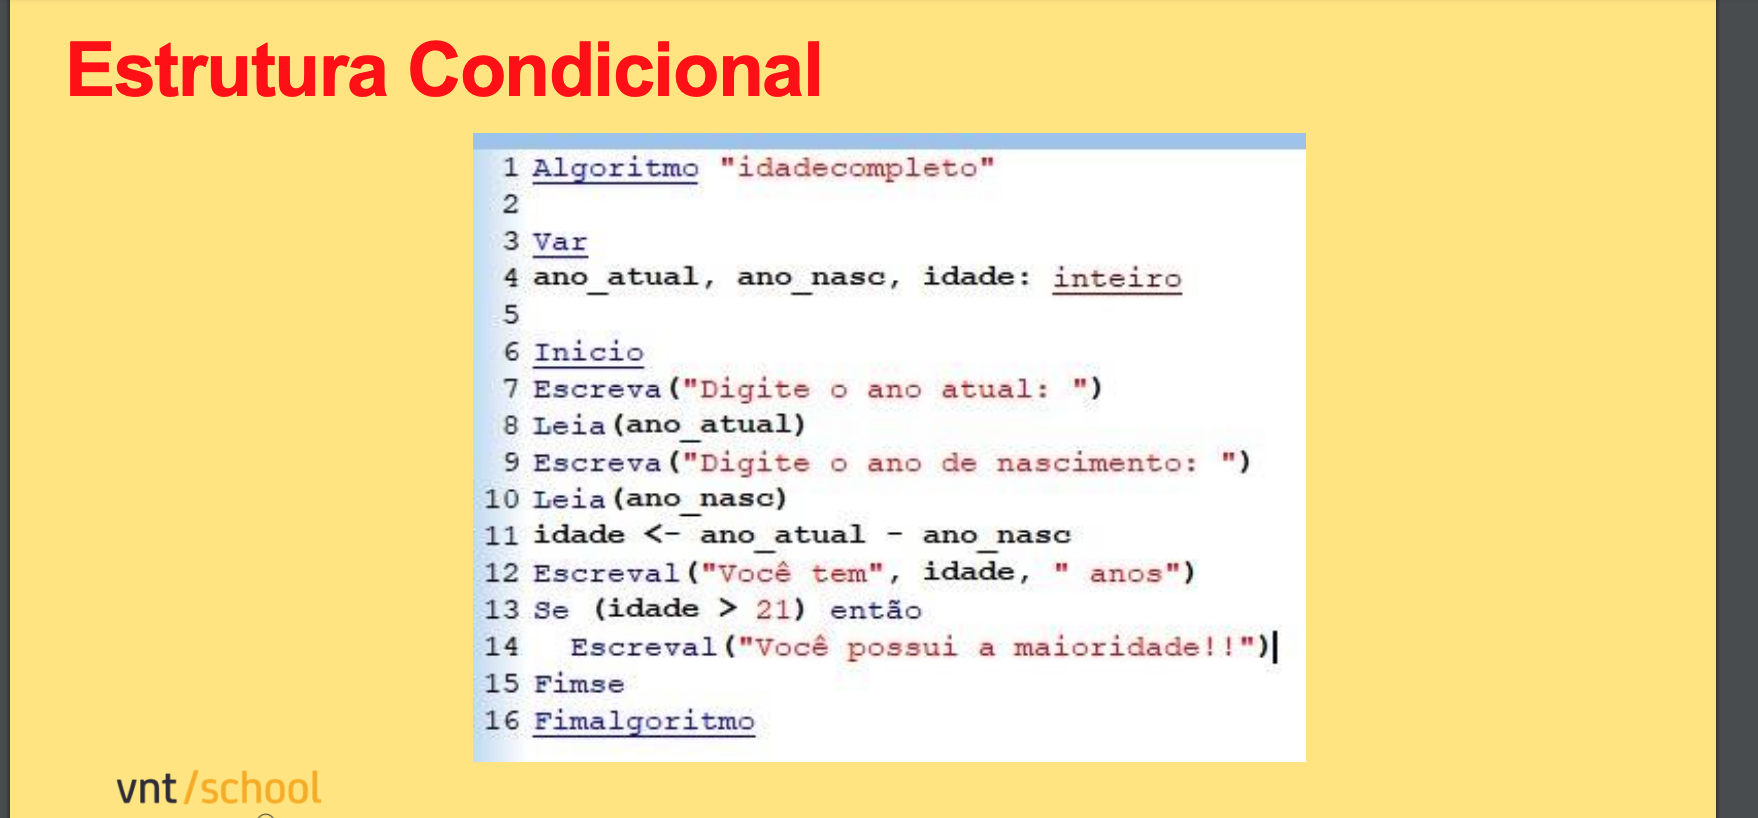 Estrutura Condicional
1 Algoritmo "idadecompleto"
2
3 Var
4 ano_atual, ano_nasc, idade: inteiro
5
6 Inicio
7 Escreva("Digite o ano atual: ")
8 Leia(ano_atual)
9 Escreva("Digite o ano de nascimento: ")
10 Leia(ano_nasc)
11 idade <- ano_atual - ano_nasc
12 Escreval("Você tem", idade, " anos")
13 Se (idade > 21) então
14 Escreval("Você possui a maioridade!!")
15 Fimse
16 Fimalgoritmo
vnt/school